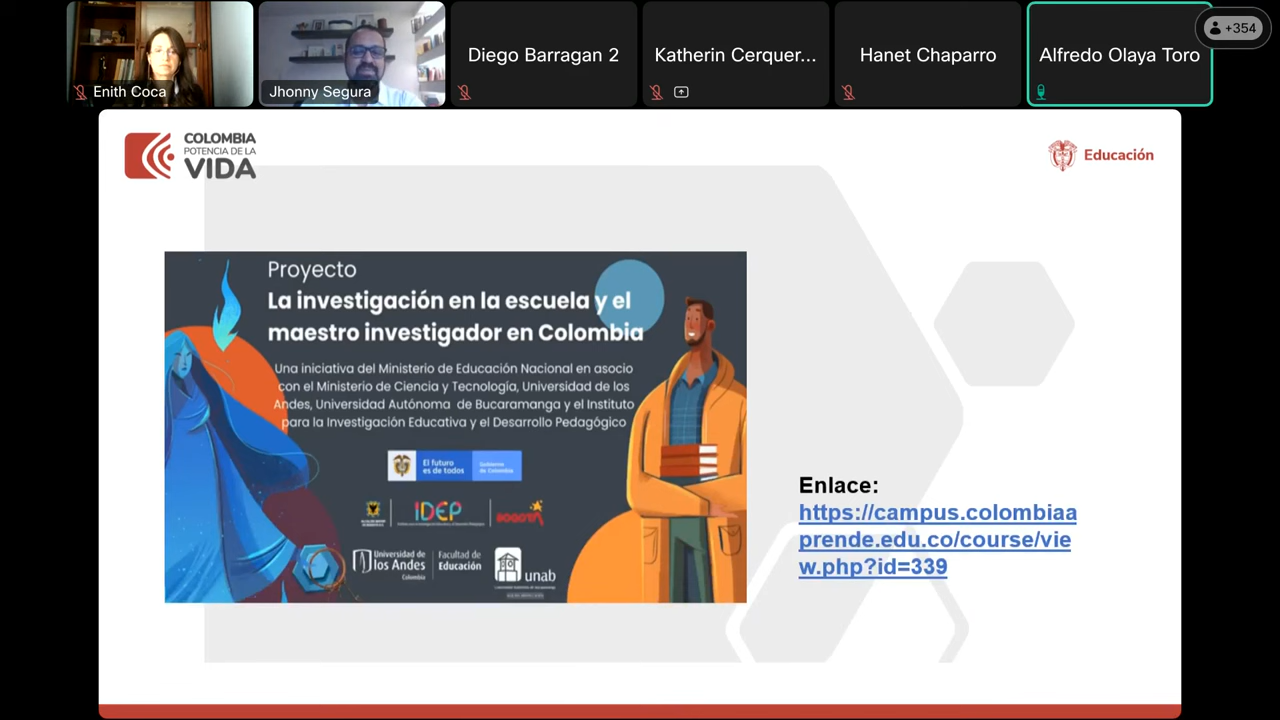 Enith Coca
Jhonny Segura
Diego Barragan 2
Katherin Cerquer...
Hanet Chaparro
Alfredo Olaya Toro
+354
COLOMBIA
POTENCIA DE LA
VIDA
Educación
Proyecto
La investigación en la escuela y el
maestro investigador en Colombia
Una iniciativa del Ministerio de Educación Nacional en asocio
con el Ministerio de Ciencia y Tecnología, Universidad de los
Andes, Universidad Autónoma de Bucaramanga y el Instituto
para la Investigación Educativa y el Desarrollo Pedagógico
El futuro
es de todos
Gobierno
de Colombia
IDEP
BOGOTÁ
Universidad de
los Andes
Colombia
Facultad de
Educación
unab
Enlace:
https://campus.colombiaa
prende.edu.co/course/vie
w.php?id=339